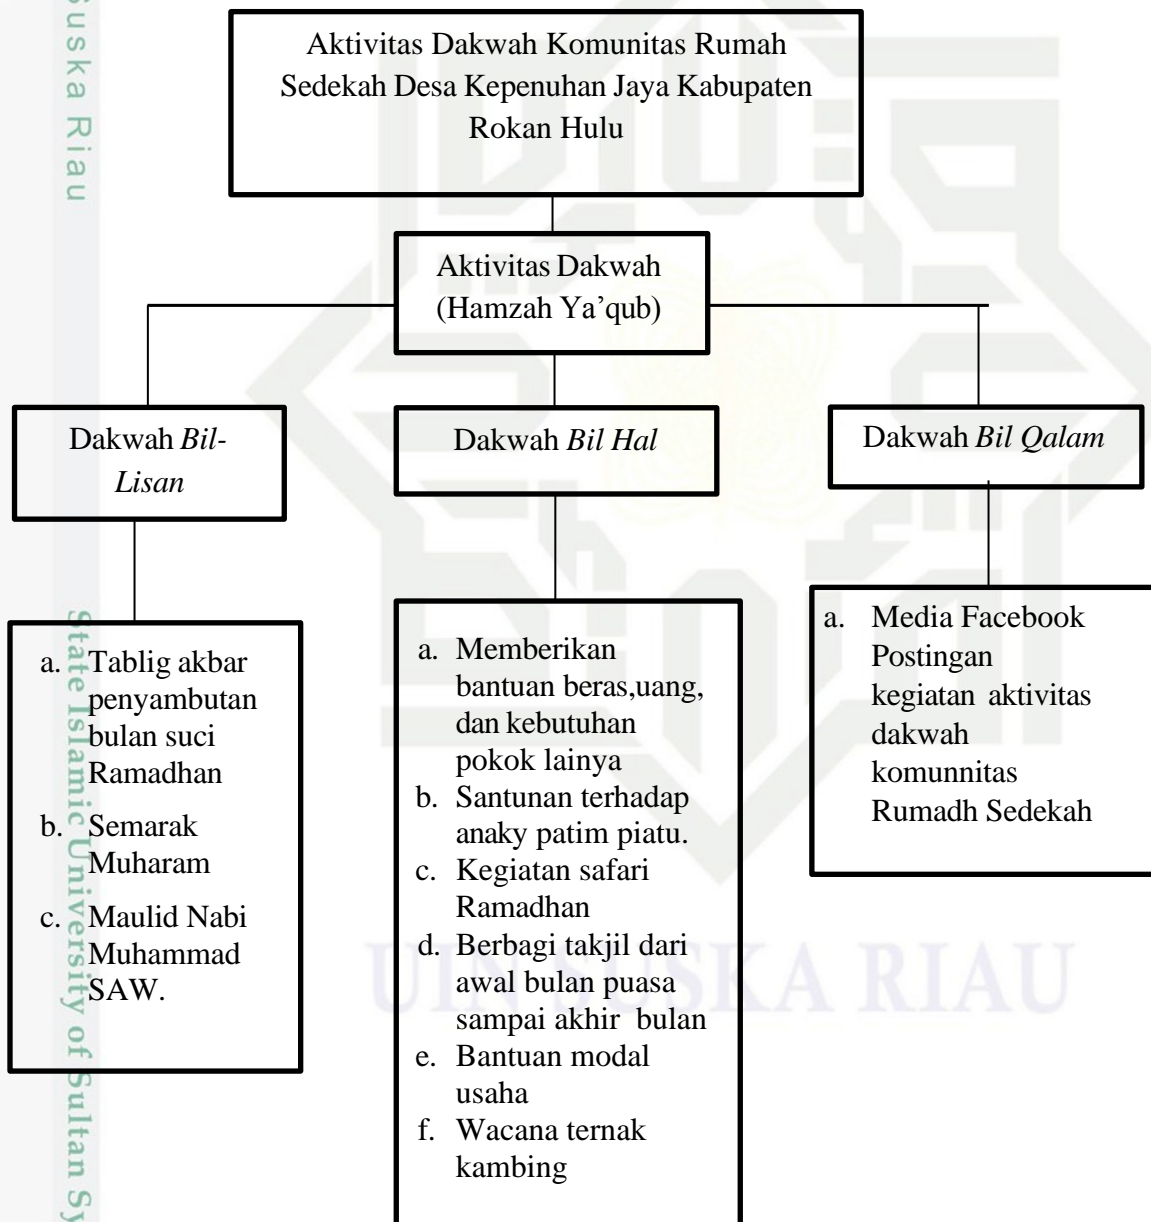 Suska Riau
Aktivitas Dakwah Komunitas Rumah
Sedekah Desa Kepenuhan Jaya Kabupaten
Rokan Hulu
Aktivitas Dakwah
(Hamzah Ya’qub)
Dakwah Bil-
Lisan
Dakwah Bil Hal
Dakwah Bil Qalam
a. Tablig akbar
penyambutan
bulan suci
Ramadhan
b. Semarak
Muharam
c. Maulid Nabi
Muhammad
SAW.
a. Memberikan
bantuan beras,uang,
dan kebutuhan
pokok lainya
b. Santunan terhadap
anaky patim piatu.
c. Kegiatan safari
Ramadhan
d. Berbagi takjil dari
awal bulan puasa
sampai akhir bulan
e. Bantuan modal
usaha
f. Wacana ternak
kambing
a. Media Facebook
Postingan
kegiatan aktivitas
dakwah
komunnitas
Rumadh Sedekah
State Islamic University of Sultan Sy
UIN SUSKA RIAU